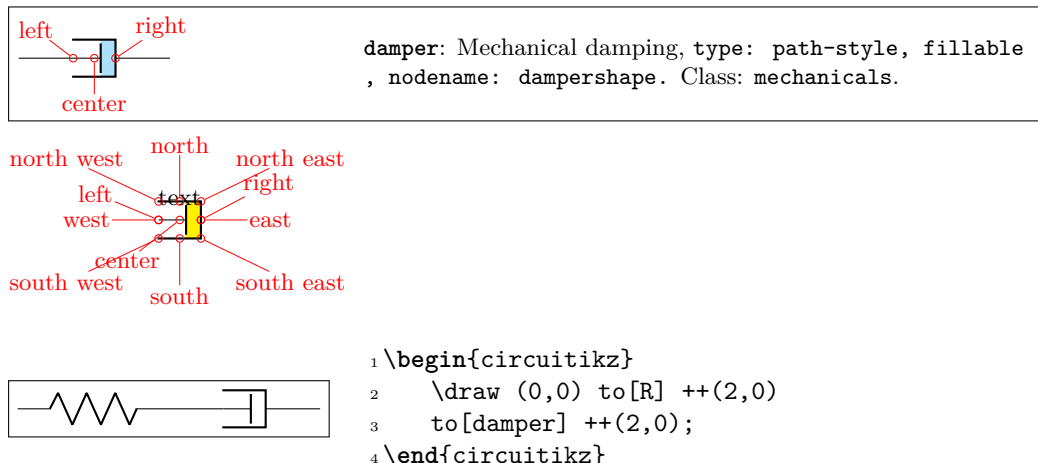 left
right
center
damper: Mechanical damping, type: path-style, fillable
, nodename: dampershape. Class: mechanicals.
north
north west
north east
text
right
left
west
east
center
south west
south east
south
1 \begin{circuitikz}
2 \draw (0,0) to[R] ++(2,0)
3 to[damper] ++(2,0);
4 \end{circuitikz}